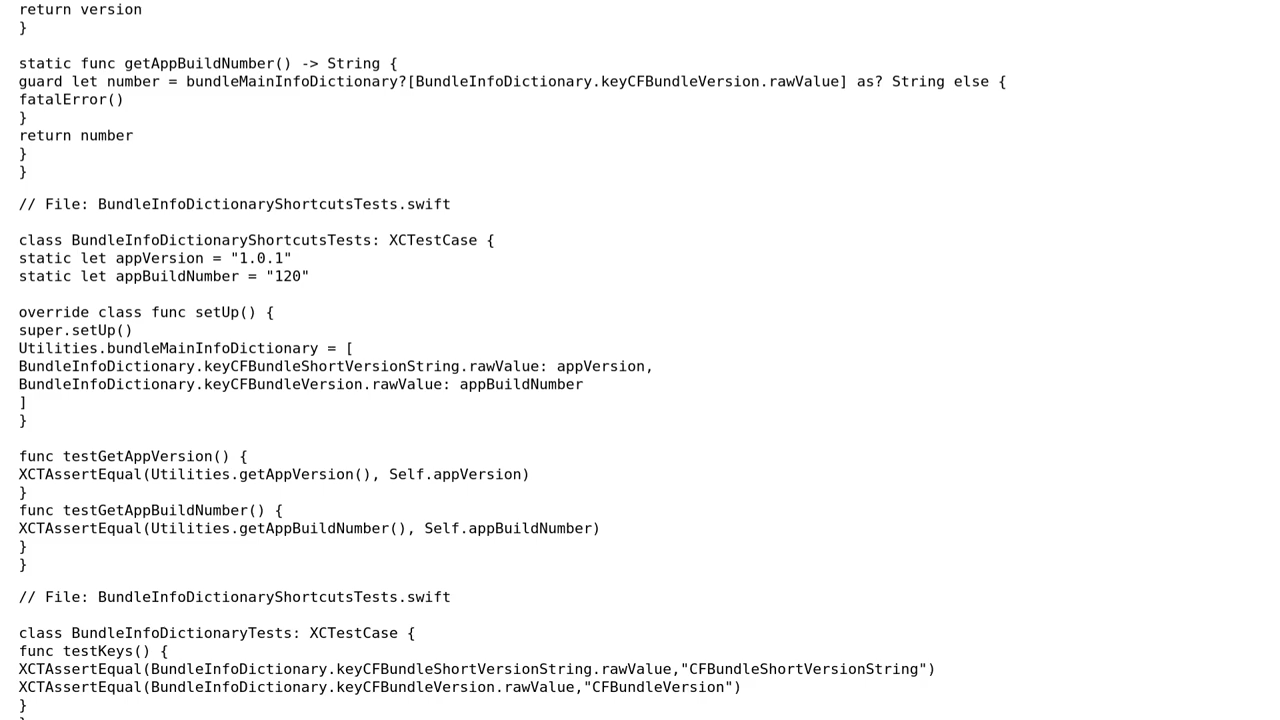 return version
}
static func getAppBuildNumber() -> String {
guard let number = bundleMainInfoDictionary?[BundleInfoDictionary.keyCFBundleVersion.rawValue] as? String else {
fatalError()
}
return number
}
}
// File: BundleInfoDictionaryShortcutsTests.swift
class BundleInfoDictionaryShortcutsTests: XCTestCase {
static let appVersion = "1.0.1"
static let appBuildNumber = "120"
override class func setUp() {
super.setUp()
Utilities.bundleMainInfoDictionary = [
BundleInfoDictionary.keyCFBundleShortVersionString.rawValue: appVersion,
BundleInfoDictionary.keyCFBundleVersion.rawValue: appBuildNumber
]
}
func testGetAppVersion() {
XCTAssertEqual(Utilities.getAppVersion(), Self.appVersion)
}
func testGetAppBuildNumber() {
XCTAssertEqual(Utilities.getAppBuildNumber(), Self.appBuildNumber)
}
}
// File: BundleInfoDictionaryShortcutsTests.swift
class BundleInfoDictionaryTests: XCTestCase {
func testKeys() {
XCTAssertEqual(BundleInfoDictionary.keyCFBundleShortVersionString.rawValue,"CFBundleShortVersionString")
XCTAssertEqual(BundleInfoDictionary.keyCFBundleVersion.rawValue,"CFBundleVersion")
}
}